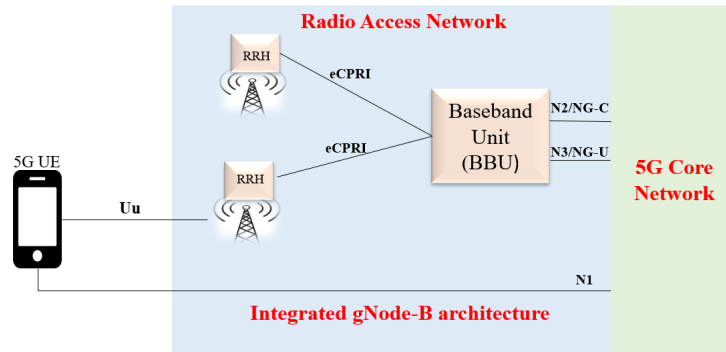 Radio Access Network
RRH
eCPRI
Baseband
Unit
(BBU)
N2/NG-C
N3/NG-U
eCPRI
5G UE
RRH
5G Core
Network
Uu
N1
Integrated gNode-B architecture